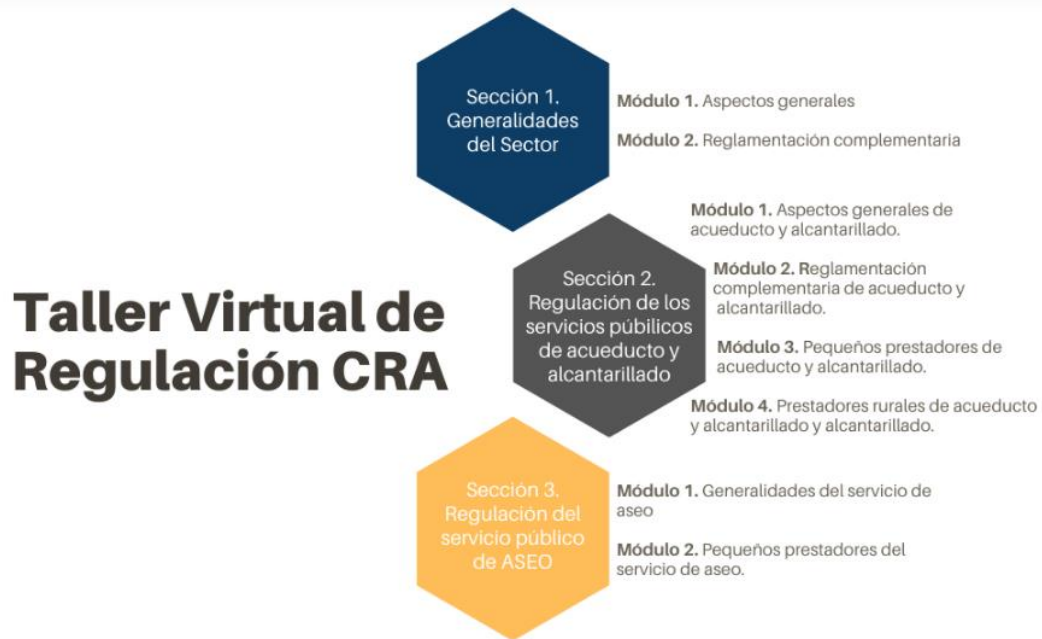 Taller Virtual de
Regulación CRA
Sección 1.
Generalidades
del Sector
Módulo 1. Aspectos generales
Módulo 2. Reglamentación complementaria
Sección 2.
Regulación de los
servicios púbilicos
de acueducto y
alcantarillado
Módulo 1. Aspectos generales de
acueducto y alcantarillado.
Módulo 2. Reglamentación
complementaria de acueducto y
alcantarillado.
Módulo 3. Pequeños prestadores de
acueducto y alcantarillado.
Módulo 4. Prestadores rurales de acueducto
y alcantarillado y alcantarillado.
Sección 3.
Regulación del
servicio público
de ASEO
Módulo 1. Generalidades del servicio de
aseo
Módulo 2. Pequeños prestadores del
servicio de aseo.